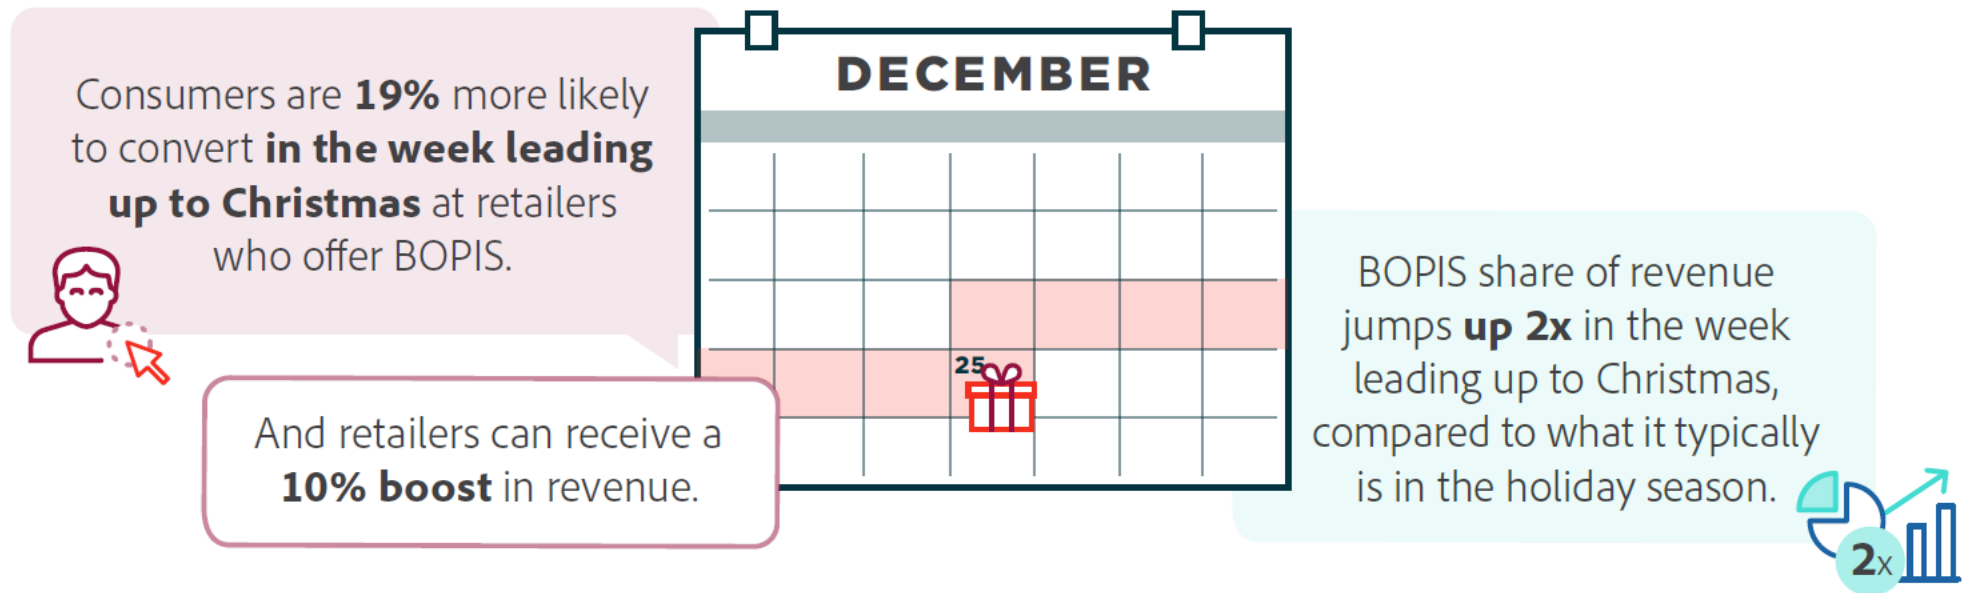 Consumers are 19% more likely
to convert in the week leading
up to Christmas at retailers
who offer BOPIS.
And retailers can receive a
10% boost in revenue.
DECEMBER
25
BOPIS share of revenue
jumps up 2x in the week
leading up to Christmas,
compared to what it typically
is in the holiday season.
2x